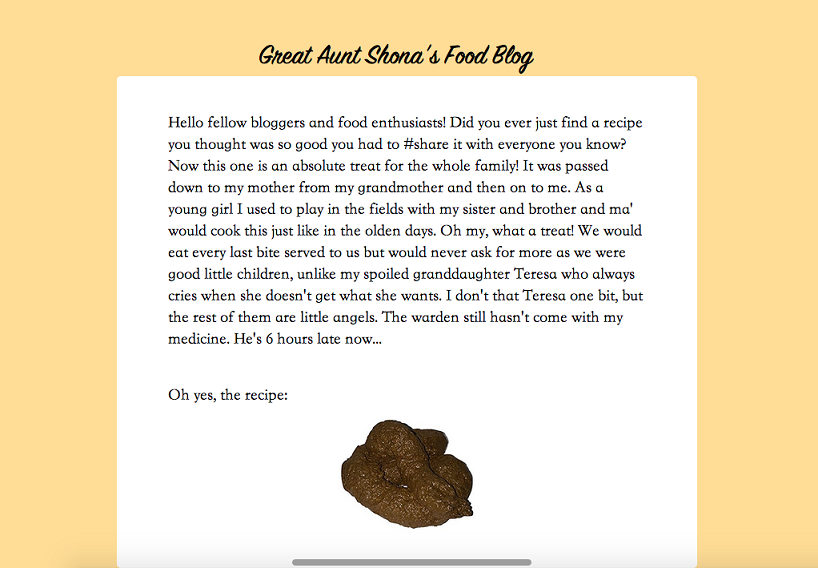 Great Aunt Shona's Food Blog
Hello fellow bloggers and food enthusiasts! Did you ever just find a recipe
you thought was so good you had to #share it with everyone you know?
Now this one is an absolute treat for the whole family! It was passed
down to my mother from my grandmother and then on to me. As a
young girl I used to play in the fields with my sister and brother and ma'
would cook this just like in the olden days. Oh my, what a treat! We would
eat every last bite served to us but would never ask for more as we were
good little children, unlike my spoiled granddaughter Teresa who always
cries when she doesn't get what she wants. I don't that Teresa one bit, but
the rest of them are little angels. The warden still hasn't come with my
medicine. He's 6 hours late now...
Oh yes, the recipe: